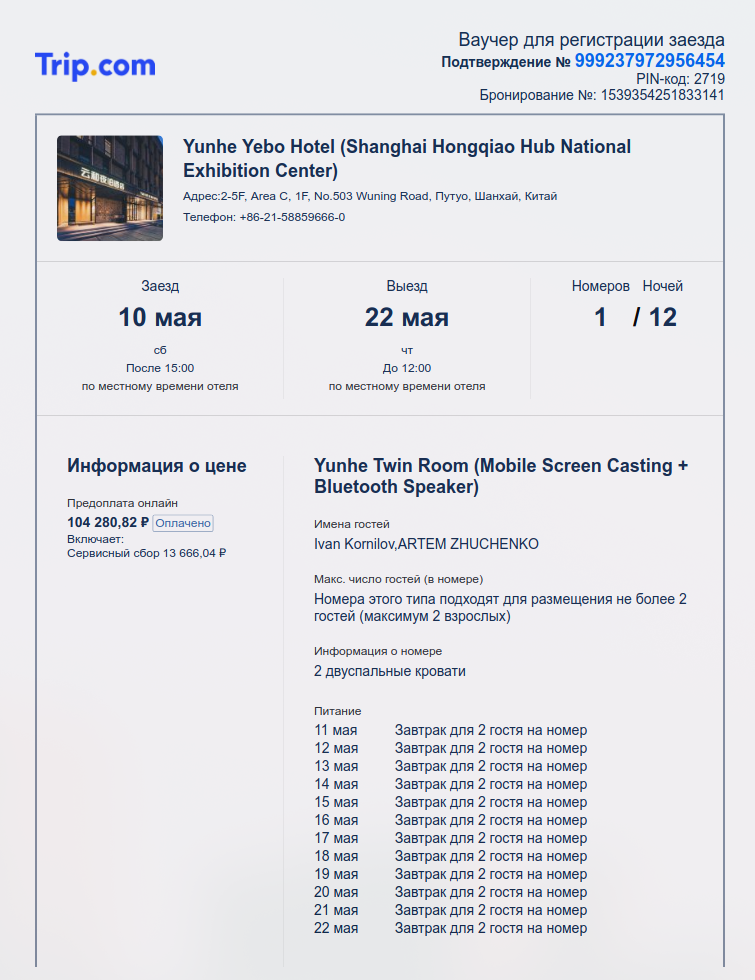 Trip.com
Ваучер для регистрации заезда
Подтверждение № 999237972956454
PIN-код: 2719
Бронирование №: 1539354251833141
Yunhe Yebo Hotel (Shanghai Hongqiao Hub National
Exhibition Center)
Адрес:2-5F, Area C, 1F, No.503 Wuning Road, Путуо, Шанхай, Китай
Телефон: +86-21-58859666-0
Заезд
10 мая
сб
После 15:00
по местному времени отеля
Выезд
22 мая
чт
До 12:00
по местному времени отеля
Номеров Ночей
1 / 12
Информация о цене
Предоплата онлайн
104 280,82 ₽ Оплачено
Включает:
Сервисный сбор 13 666,04 ₽
Yunhe Twin Room (Mobile Screen Casting +
Bluetooth Speaker)
Имена гостей
Ivan Kornilov,ARTEM ZHUCHENKO
Макс. число гостей (в номере)
Номера этого типа подходят для размещения не более 2
гостей (максимум 2 взрослых)
Информация о номере
2 двуспальные кровати
Питание
11 мая Завтрак для 2 гостя на номер
12 мая Завтрак для 2 гостя на номер
13 мая Завтрак для 2 гостя на номер
14 мая Завтрак для 2 гостя на номер
15 мая Завтрак для 2 гостя на номер
16 мая Завтрак для 2 гостя на номер
17 мая Завтрак для 2 гостя на номер
18 мая Завтрак для 2 гостя на номер
19 мая Завтрак для 2 гостя на номер
20 мая Завтрак для 2 гостя на номер
21 мая Завтрак для 2 гостя на номер
22 мая Завтрак для 2 гостя на номер